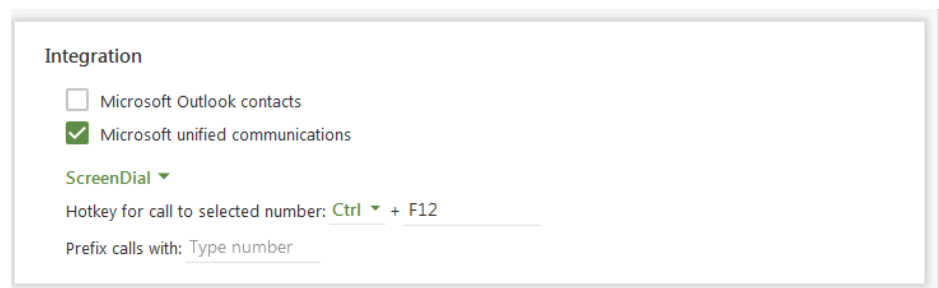 Integration
Microsoft Outlook contacts
Microsoft unified communications
ScreenDial
Hotkey for call to selected number: Ctrl + F12
Prefix calls with: Type number